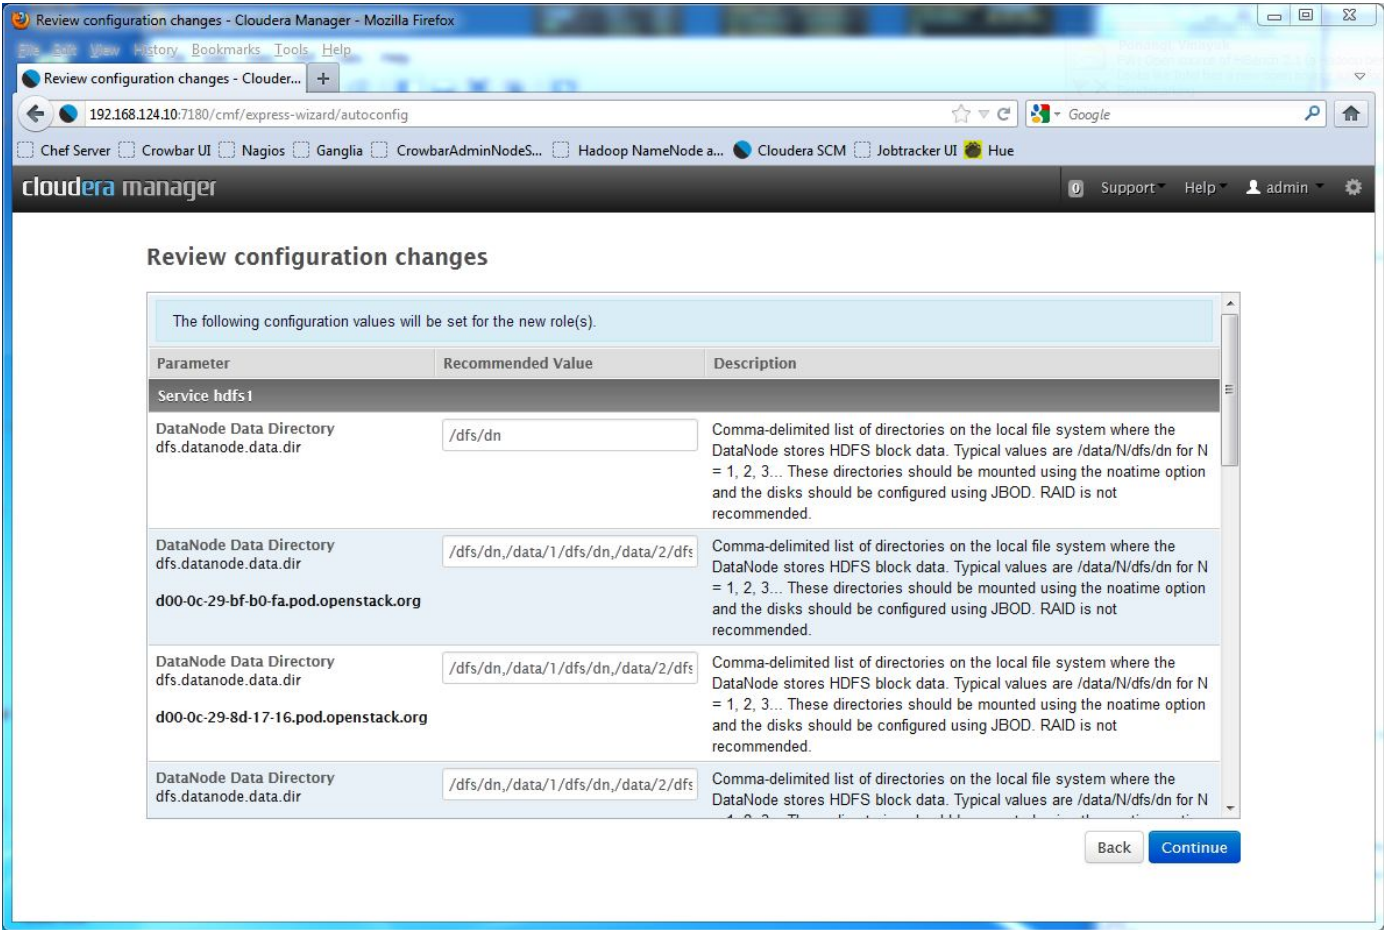 Review configuration changes - Cloudera Manager - Mozilla Firefox
File Edit View History Bookmarks Tools Help
Review configuration changes - Clouder... +
192.168.124.10:7180/cmf/express-wizard/autoconfig
Google
Chef Server Crowbar UI Nagios Ganglia CrowbarAdminNodeS... Hadoop NameNode a... Cloudera SCM Jobtracker UI Hue
cloudera manager
0 Support Help admin
Review configuration changes
The following configuration values will be set for the new role(s).
Parameter Recommended Value Description
Service hdfs1
DataNode Data Directory
dfs.datanode.data.dir
/dfs/dn
Comma-delimited list of directories on the local file system where the
DataNode stores HDFS block data. Typical values are /data/N/dfs/dn for N
= 1, 2, 3... These directories should be mounted using the noatime option
and the disks should be configured using JBOD. RAID is not
recommended.
DataNode Data Directory
dfs.datanode.data.dir
d00-0c-29-bf-b0-fa.pod.openstack.org
/dfs/dn,/data/1/dfs/dn,/data/2/dfs
Comma-delimited list of directories on the local file system where the
DataNode stores HDFS block data. Typical values are /data/N/dfs/dn for N
= 1, 2, 3... These directories should be mounted using the noatime option
and the disks should be configured using JBOD. RAID is not
recommended.
DataNode Data Directory
dfs.datanode.data.dir
d00-0c-29-8d-17-16.pod.openstack.org
/dfs/dn,/data/1/dfs/dn,/data/2/dfs
Comma-delimited list of directories on the local file system where the
DataNode stores HDFS block data. Typical values are /data/N/dfs/dn for N
= 1, 2, 3... These directories should be mounted using the noatime option
and the disks should be configured using JBOD. RAID is not
recommended.
DataNode Data Directory
dfs.datanode.data.dir
/dfs/dn,/data/1/dfs/dn,/data/2/dfs
Comma-delimited list of directories on the local file system where the
DataNode stores HDFS block data. Typical values are /data/N/dfs/dn for N
Back Continue